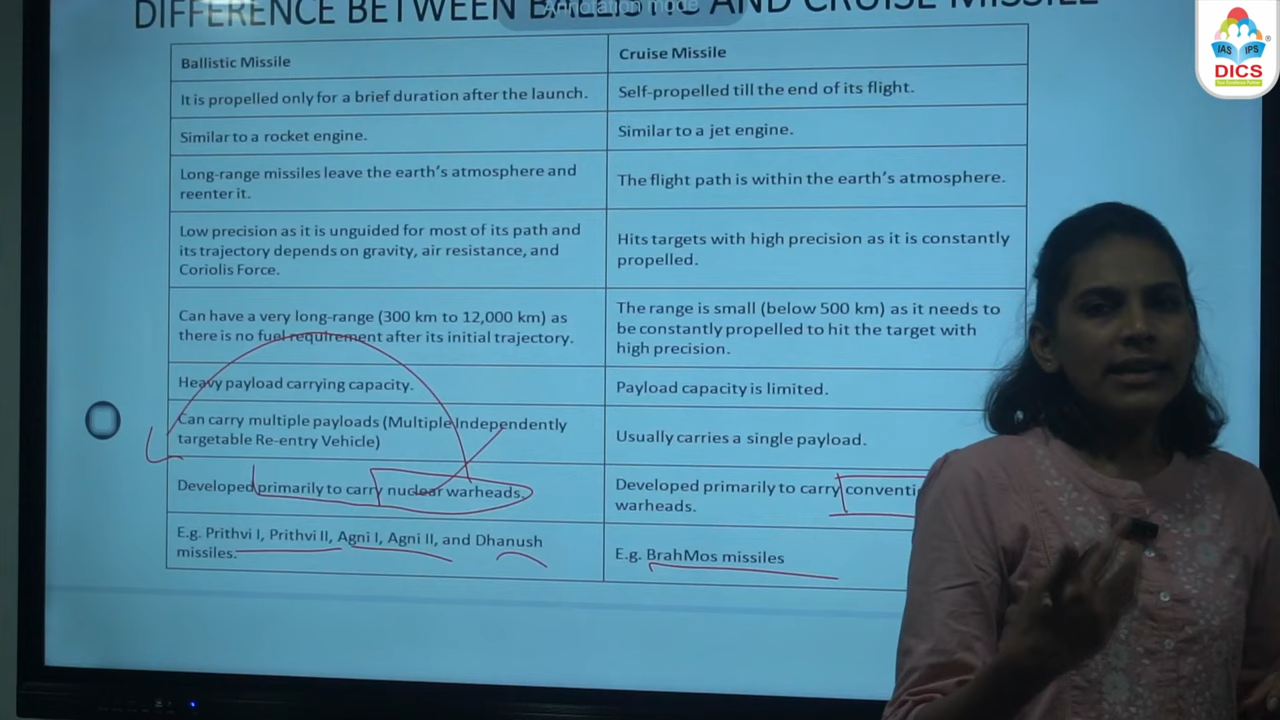 DIFFERENCE BETWEEN BALLISTIC AND CRUISE MISSILE
Annotation mode
IAS IPS
®
DICS
Ballistic Missile
Cruise Missile
It is propelled only for a brief duration after the launch.
Self-propelled till the end of its flight.
Similar to a rocket engine.
Similar to a jet engine.
Long-range missiles leave the earth's atmosphere and
reenter it.
The flight path is within the earth's atmosphere.
Low precision as it is unguided for most of its path and
its trajectory depends on gravity, air resistance, and
Coriolis Force.
Hits targets with high precision as it is constantly
propelled.
Can have a very long-range (300 km to 12,000 km) as
there is no fuel requirement after its initial trajectory.
The range is small (below 500 km) as it needs to
be constantly propelled to hit the target with
high precision.
Heavy payload carrying capacity.
Payload capacity is limited.
Can carry multiple payloads (Multiple Independently
targetable Re-entry Vehicle)
Usually carries a single payload.
Developed primarily to carry nuclear warheads.
Developed primarily to carry conventi
warheads.
E.g. Prithvi I, Prithvi II, Agni I, Agni II, and Dhanush
missiles.
E.g. BrahMos missiles